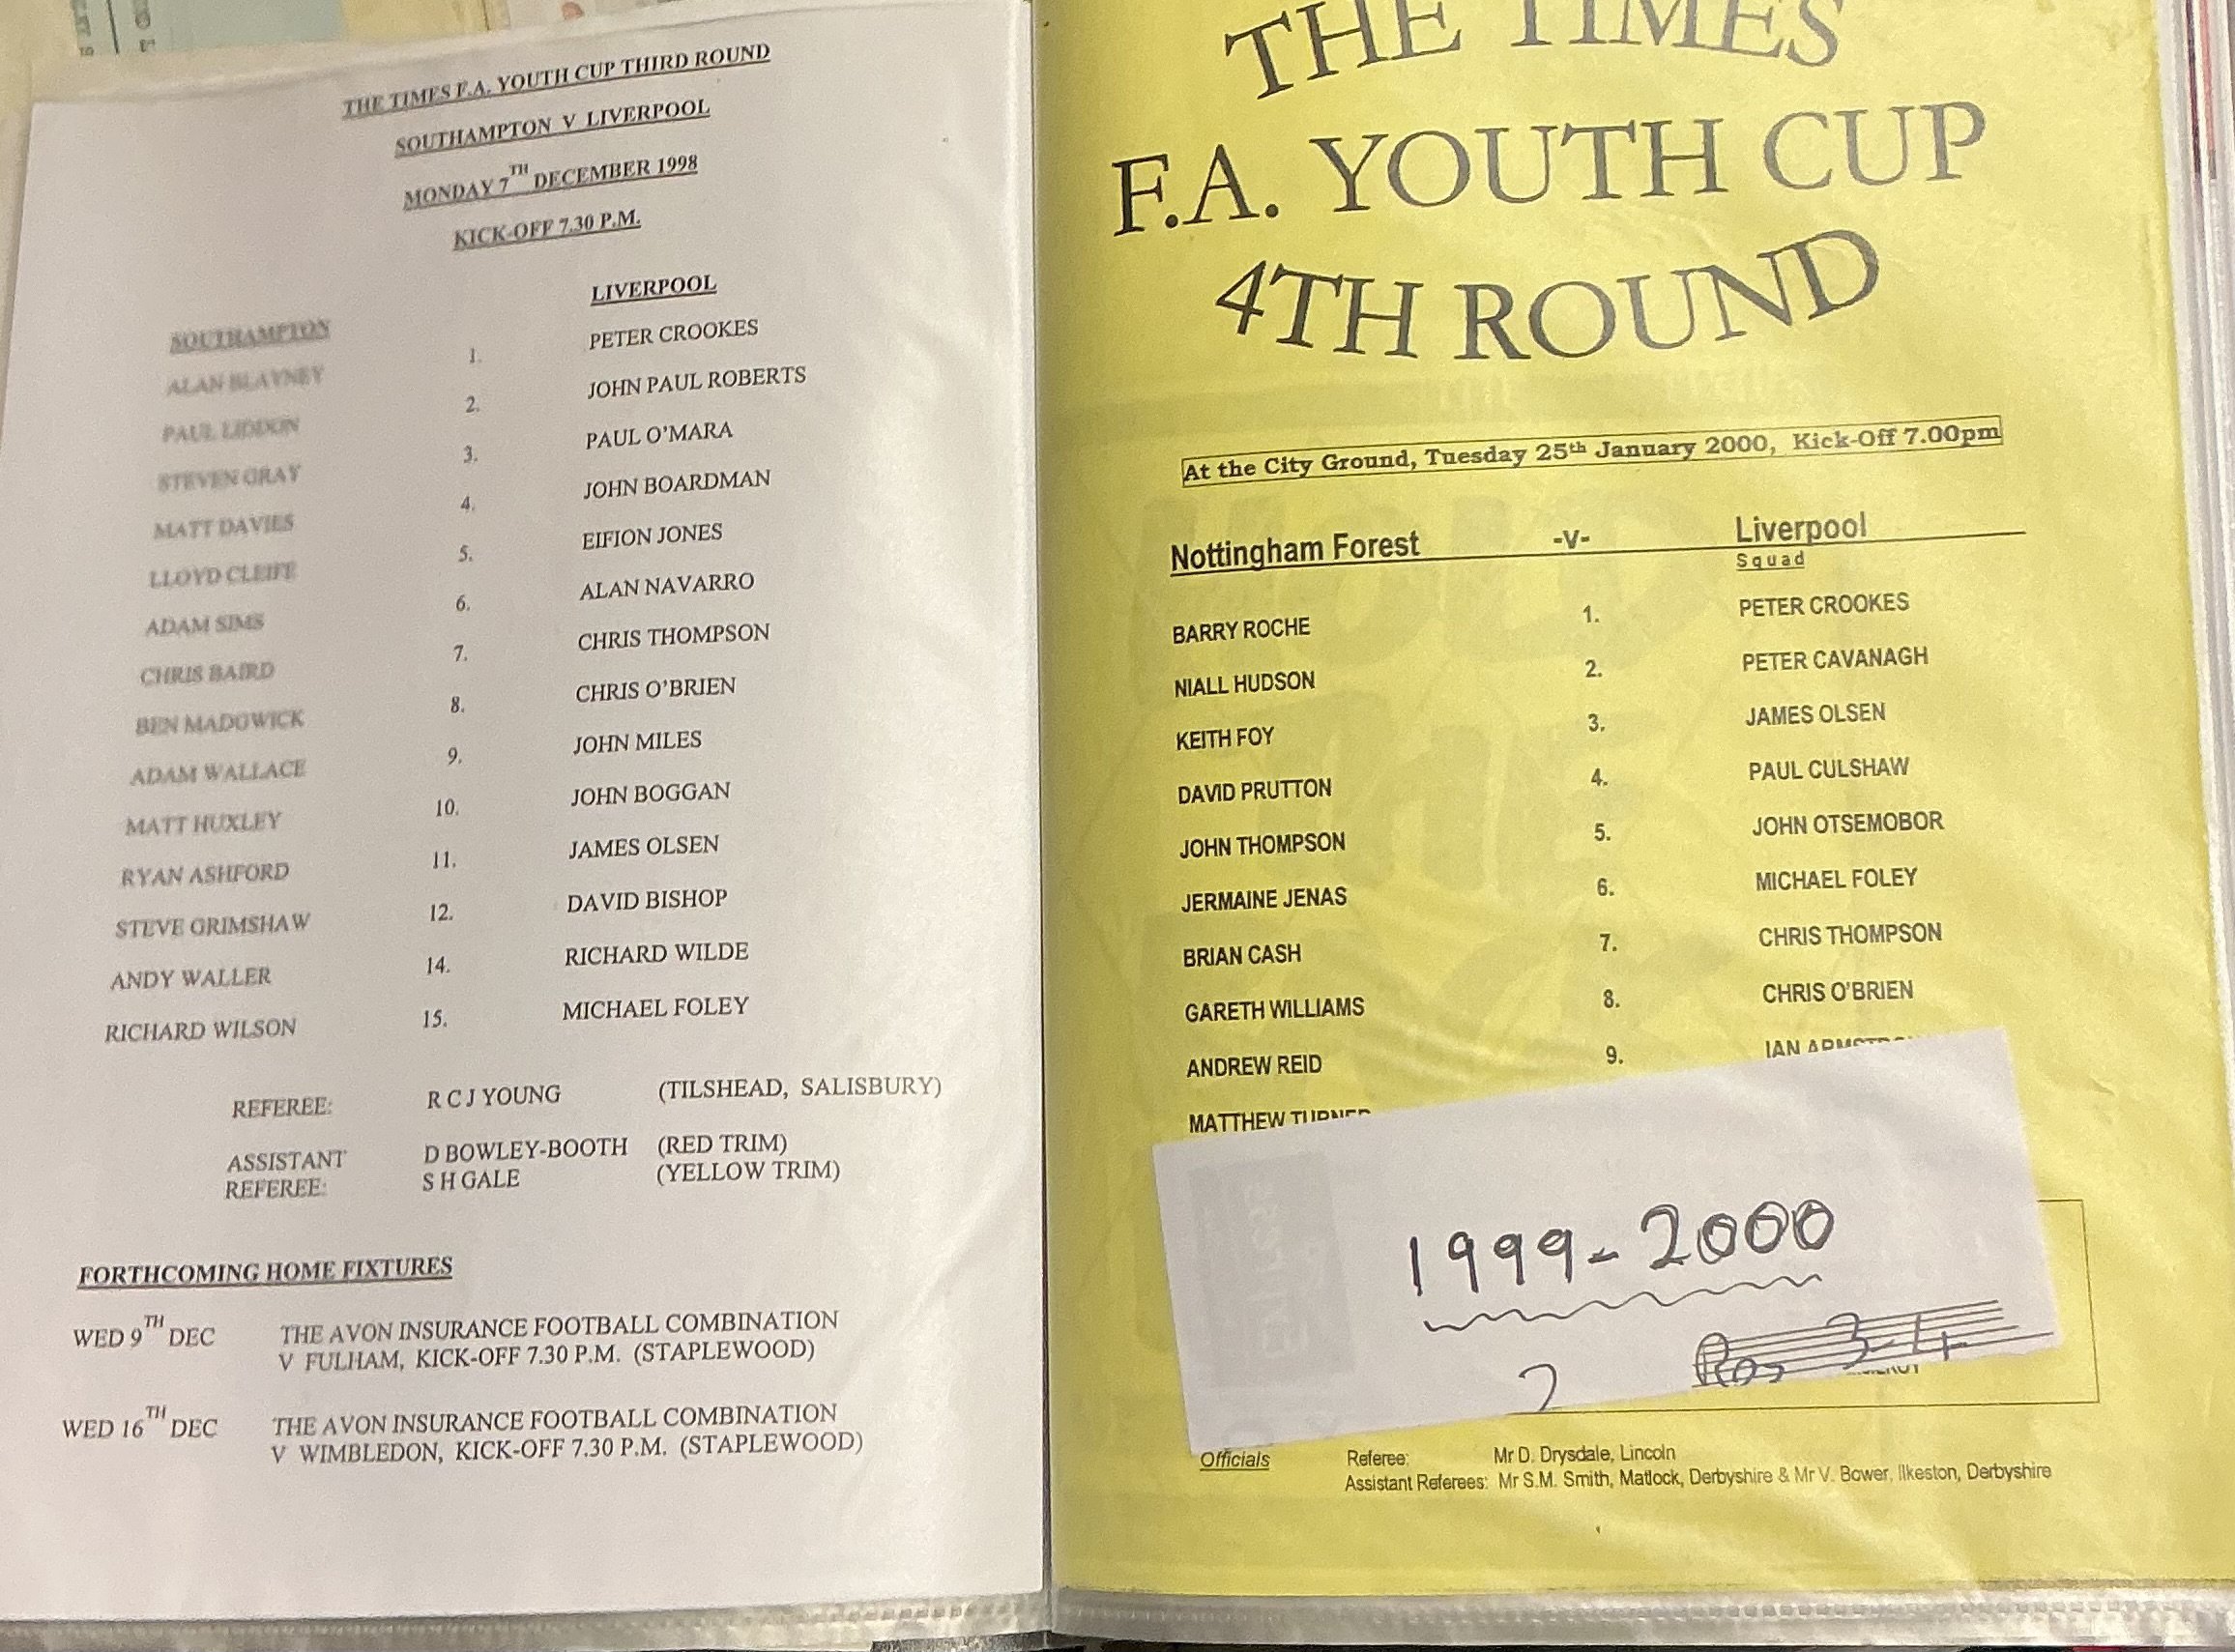 THE TIMES F.A. YOUTH CUP THIRD ROUND
SOUTHAMPTON V LIVERPOOL
MONDAY 7TH DECEMBER 1998
KICK-OFF 7.30 P.M.
SOUTHAMPTON LIVERPOOL
ALAN BLAYNEY 1. PETER CROOKES
PAUL LIDDON 2. JOHN PAUL ROBERTS
STEVEN GRAY 3. PAUL O'MARA
MATT DAVIES 4. JOHN BOARDMAN
LLOYD CLEIFE 5. EIFION JONES
ADAM SIMS 6. ALAN NAVARRO
CHRIS BAIRD 7. CHRIS THOMPSON
BEN MADGWICK 8. CHRIS O'BRIEN
ADAM WALLACE 9. JOHN MILES
MATT HUXLEY 10. JOHN BOGGAN
RYAN ASHFORD 11. JAMES OLSEN
STEVE GRIMSHAW 12. DAVID BISHOP
ANDY WALLER 14. RICHARD WILDE
RICHARD WILSON 15. MICHAEL FOLEY
REFEREE: R C J YOUNG (TILSHEAD, SALISBURY)
ASSISTANT D BOWLEY-BOOTH (RED TRIM)
REFEREE: S H GALE (YELLOW TRIM)
FORTHCOMING HOME FIXTURES
WED 9TH DEC THE AVON INSURANCE FOOTBALL COMBINATION
V FULHAM, KICK-OFF 7.30 P.M. (STAPLEWOOD)
WED 16TH DEC THE AVON INSURANCE FOOTBALL COMBINATION
V WIMBLEDON, KICK-OFF 7.30 P.M. (STAPLEWOOD)
THE TIMES
F.A. YOUTH CUP
4TH ROUND
At the City Ground, Tuesday 25th January 2000, Kick-Off 7.00pm
Nottingham Forest -v- Liverpool
Squad
BARRY ROCHE 1. PETER CROOKES
NIALL HUDSON 2. PETER CAVANAGH
KEITH FOY 3. JAMES OLSEN
DAVID PRUTTON 4. PAUL CULSHAW
JOHN THOMPSON 5. JOHN OTSEMOBOR
JERMAINE JENAS 6. MICHAEL FOLEY
BRIAN CASH 7. CHRIS THOMPSON
GARETH WILLIAMS 8. CHRIS O'BRIEN
ANDREW REID 9. IAN
MATTHEW TURNER
1999-2000
2
3-4
Officials Referee: Mr D. Drysdale, Lincoln
Assistant Referees: Mr S.M. Smith, Matlock, Derbyshire & Mr V. Bower, Ilkeston, Derbyshire